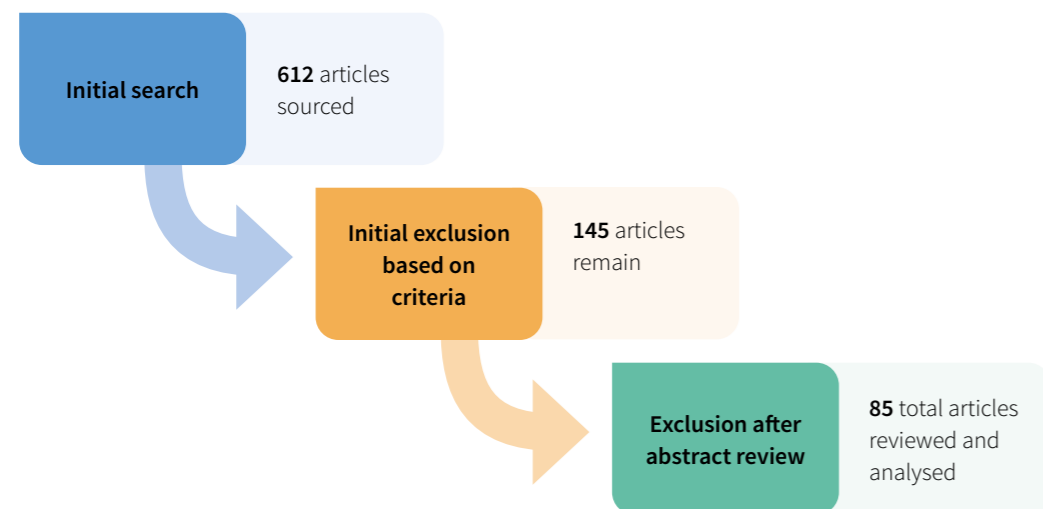 Initial search
612 articles
sourced
Initial exclusion
based on
criteria
145 articles
remain
Exclusion after
abstract review
85 total articles
reviewed and
analysed